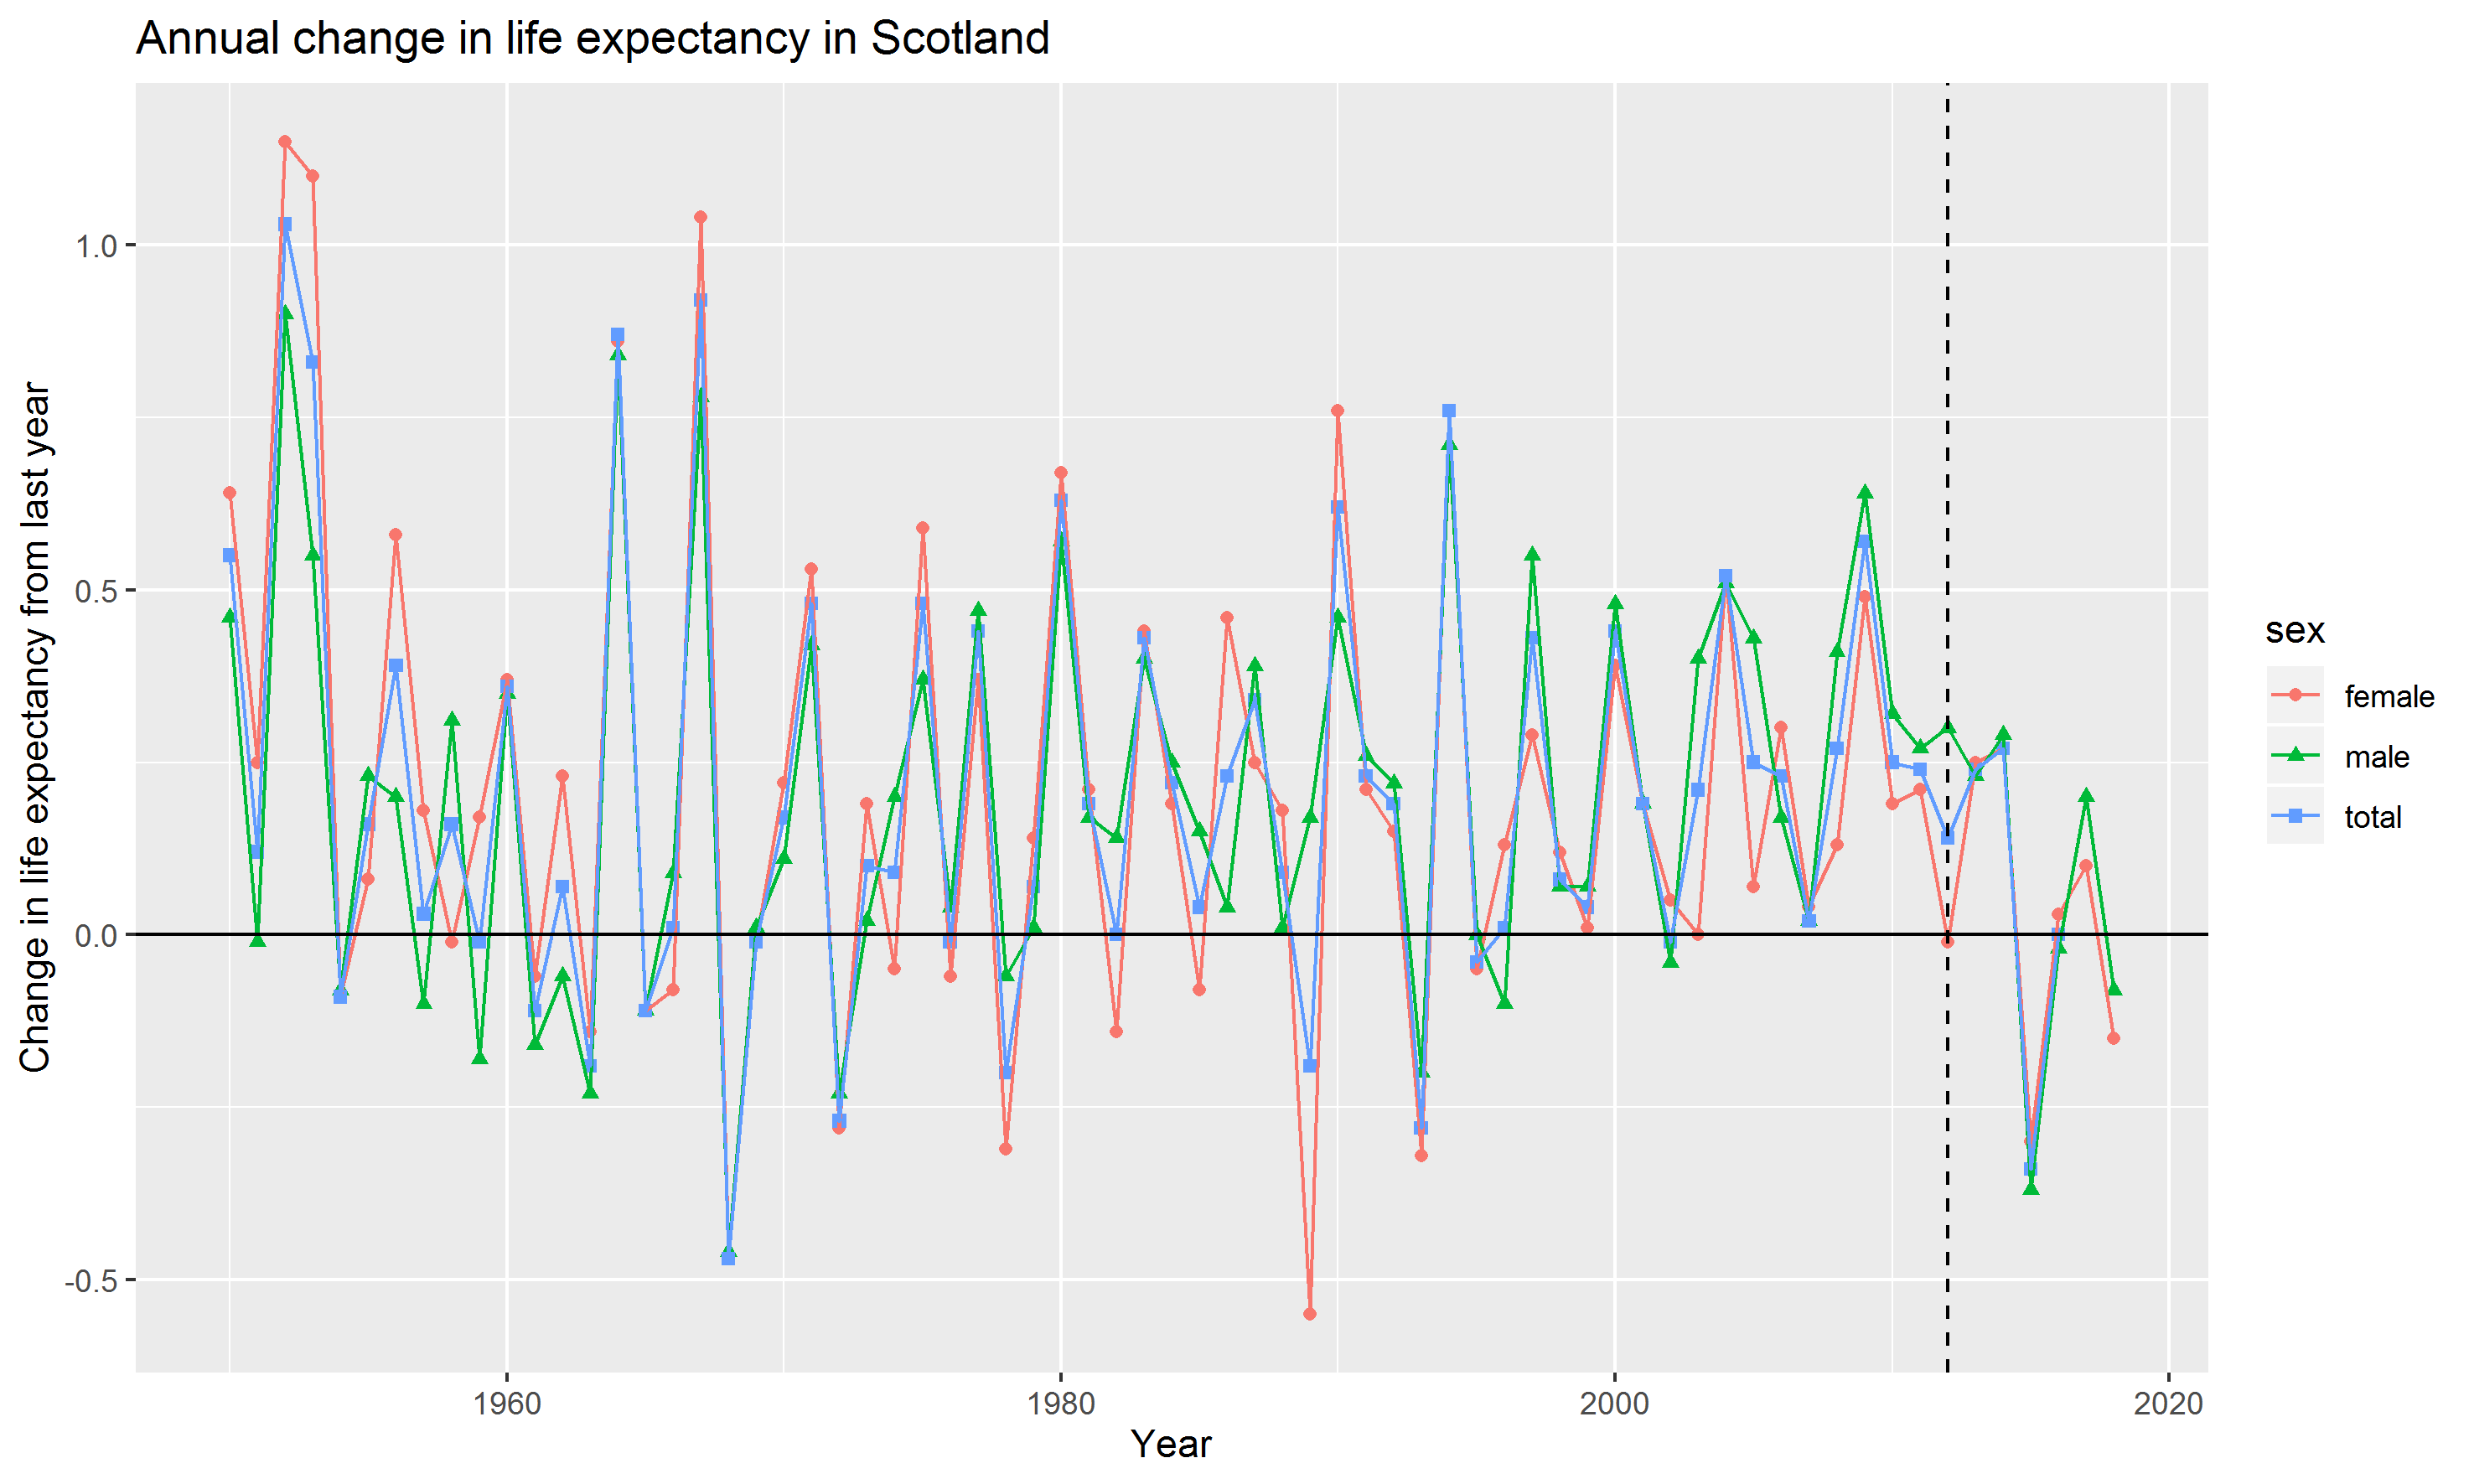 Annual change in life expectancy in Scotland
Change in life expectancy from last year
1.0
0.5
0.0
-0.5
1960
1980
2000
2020
Year
sex
female
male
total